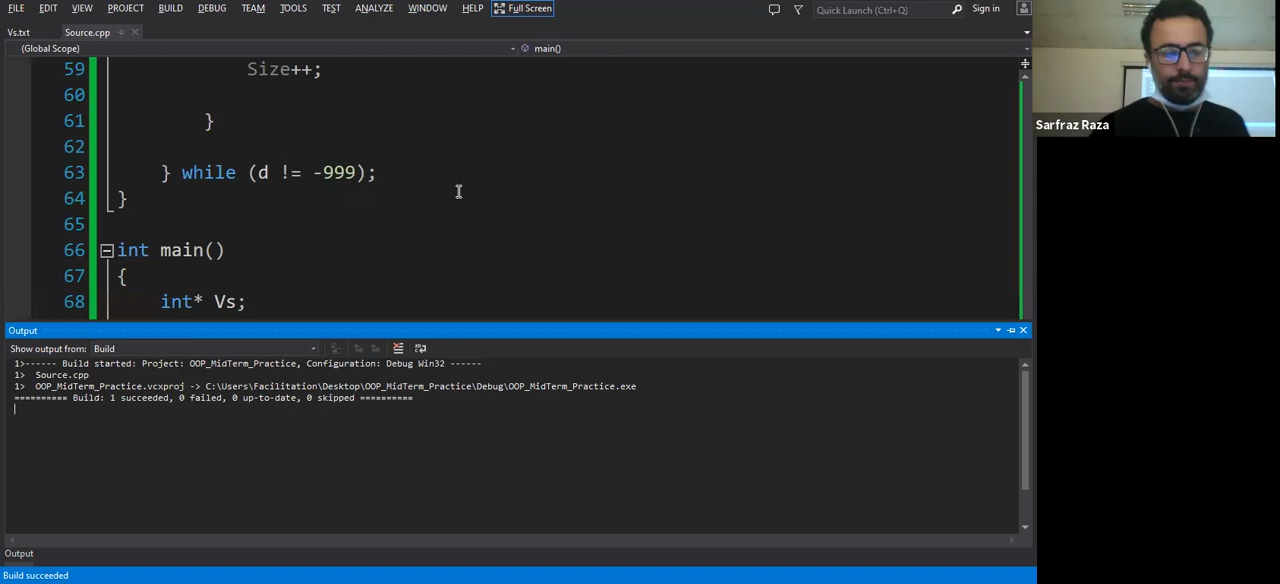 FILE EDIT VIEW PROJECT BUILD DEBUG TEAM TOOLS TEST ANALYZE WINDOW HELP Full Screen Quick Launch (Ctrl+Q) Sign in
Vs.txt Source.cpp
(Global Scope) main()
59 Size++;
60
61 }
62
63 } while (d != -999);
64 }
65
66 int main()
67 {
68 int* Vs;
Output
Show output from: Build
1>------ Build started: Project: OOP_MidTerm_Practice, Configuration: Debug Win32 ------
1> Source.cpp
1> OOP_MidTerm_Practice.vcxproj -> C:\Users\Facilitation\Desktop\OOP_MidTerm_Practice\Debug\OOP_MidTerm_Practice.exe
========== Build: 1 succeeded, 0 failed, 0 up-to-date, 0 skipped ==========
Output
Build succeeded
Sarfraz Raza